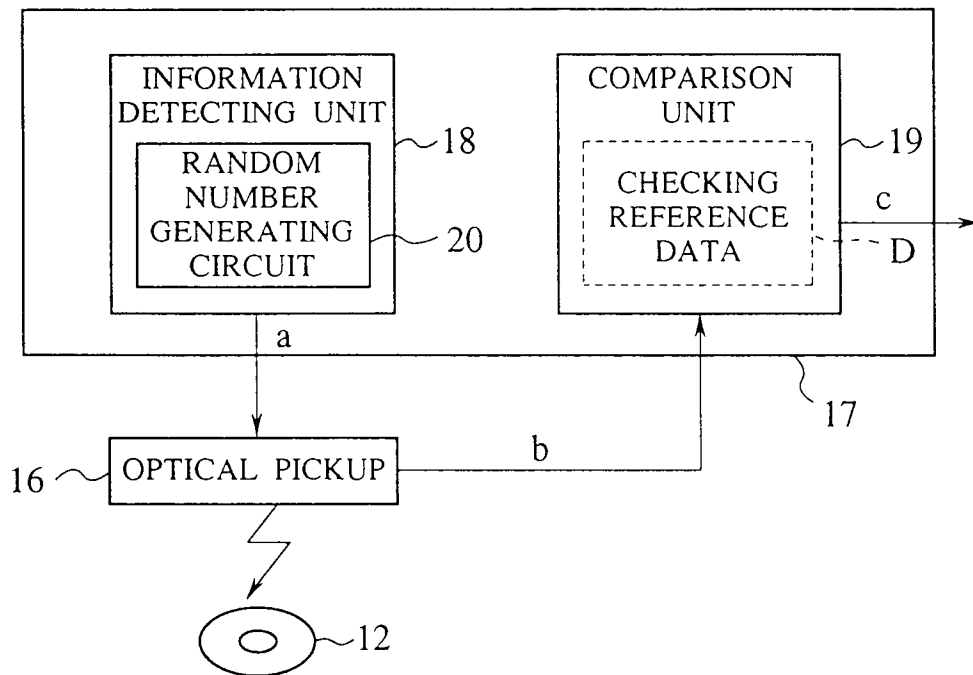 INFORMATION
DETECTING UNIT
18
RANDOM
NUMBER
GENERATING
CIRCUIT
20
COMPARISON
UNIT
19
CHECKING
REFERENCE
DATA
D
c
a
17
16
OPTICAL PICKUP
b
12